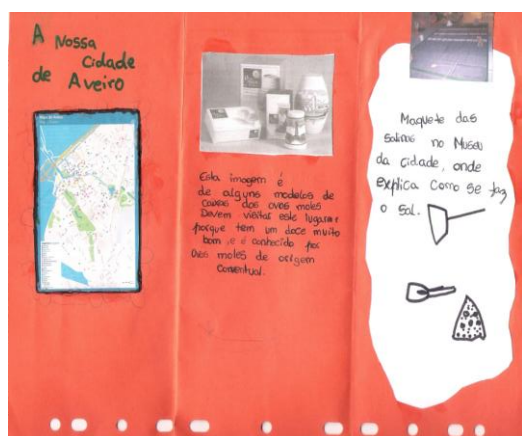 A Nossa
Cidade
de Aveiro
Esta imagem é
de alguns modelos de
caixas dos ovos moles
Devem visitar este lugar
porque tem um doce muito
bom, e é conhecido por
Ovos moles de origem
Conventual.
Maquete das
salinas no Museu
da cidade, onde
explica como se faz
o sal.